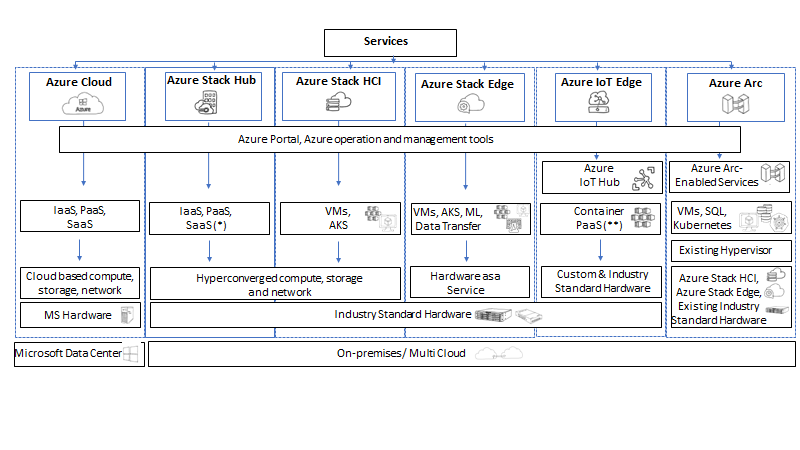 Services
Azure Cloud
Azure
Azure Stack Hub
Azure Stack HCI
Azure Stack Edge
Azure IoT Edge
Azure Arc
Azure Portal, Azure operation and management tools
Azure
IoT Hub
Azure Arc-
Enabled Services
IaaS, PaaS,
SaaS
IaaS, PaaS,
SaaS(*)
VMs,
AKS
VMs, AKS, ML,
Data Transfer
Container
PaaS(**)
VMs, SQL,
Kubernetes
Existing Hypervisor
Cloud based compute,
storage, network
Hyperconverged compute, storage
and network
Hardware as a
Service
Custom & Industry
Standard Hardware
Azure Stack HCI,
Azure Stack Edge,
Existing Industry
Standard Hardware
MS Hardware
Industry Standard Hardware
Microsoft Data Center
On-premises/ Multi Cloud